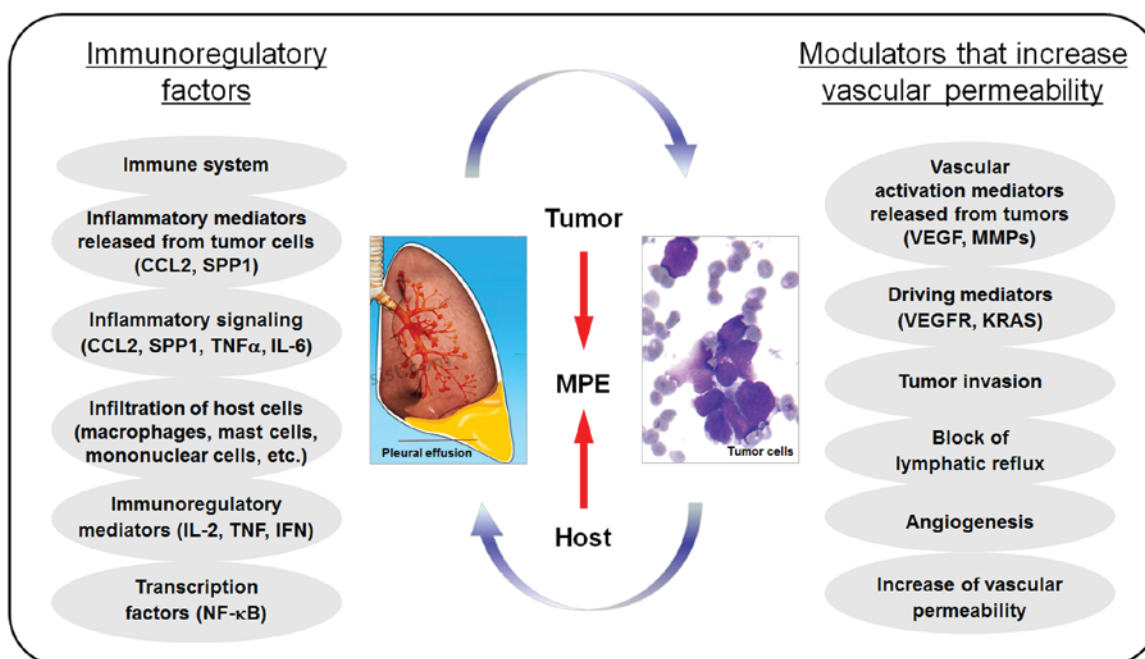 Immunoregulatory
factors
Immune system
Inflammatory mediators
released from tumor cells
(CCL2, SPP1)
Inflammatory signaling
(CCL2, SPP1, TNFα, IL-6)
Infiltration of host cells
(macrophages, mast cells,
mononuclear cells, etc.)
Immunoregulatory
mediators (IL-2, TNF, IFN)
Transcription
factors (NF-κB)
Tumor
MPE
Host
Pleural effusion
Tumor cells
Modulators that increase
vascular permeability
Vascular
activation mediators
released from tumors
(VEGF, MMPs)
Driving mediators
(VEGFR, KRAS)
Tumor invasion
Block of
lymphatic reflux
Angiogenesis
Increase of vascular
permeability